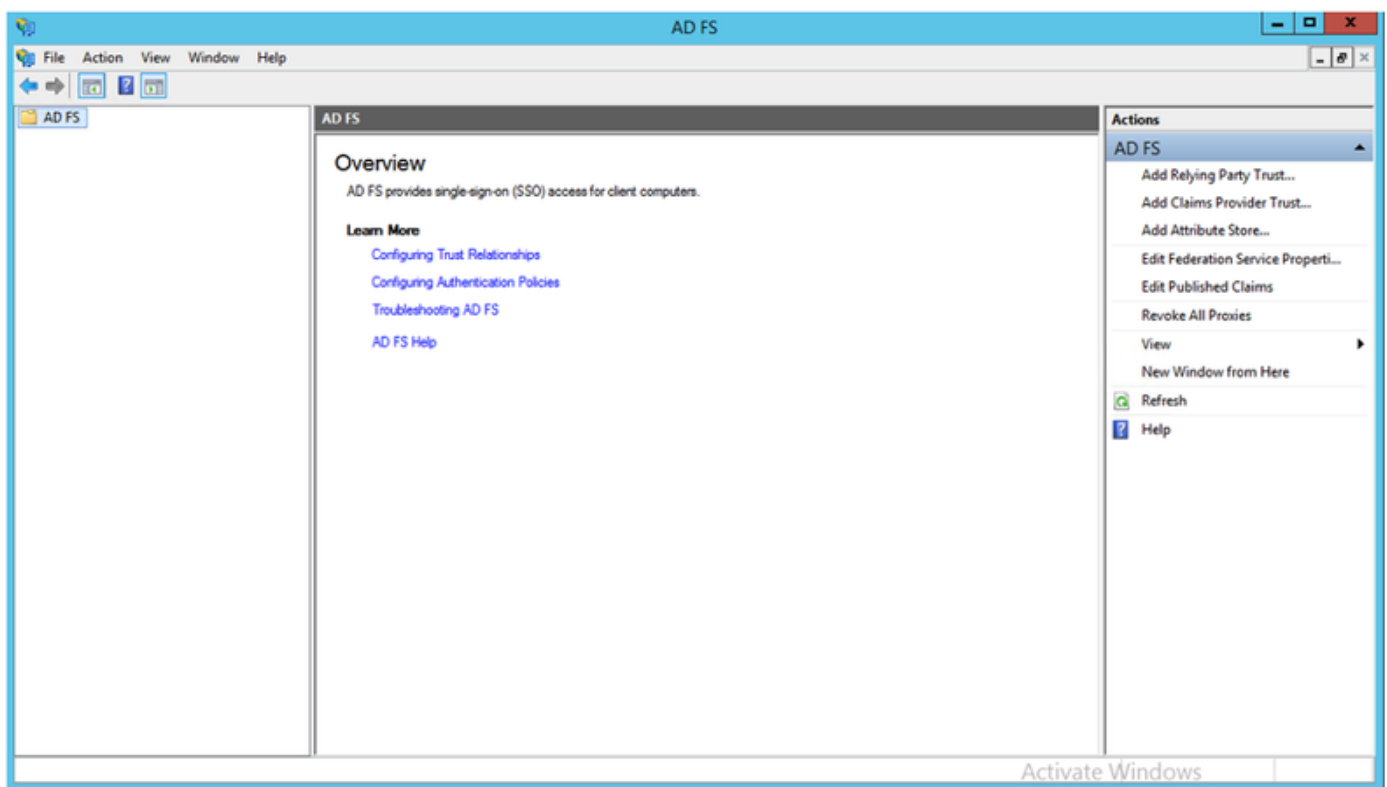 AD FS
File Action View Window Help
AD FS
AD FS
Overview
AD FS provides single-sign-on (SSO) access for client computers.
Learn More
Configuring Trust Relationships
Configuring Authentication Policies
Troubleshooting AD FS
AD FS Help
Actions
AD FS
Add Relying Party Trust...
Add Claims Provider Trust...
Add Attribute Store...
Edit Federation Service Properti...
Edit Published Claims
Revoke All Proxies
View
New Window from Here
Refresh
Help
Activate Windows